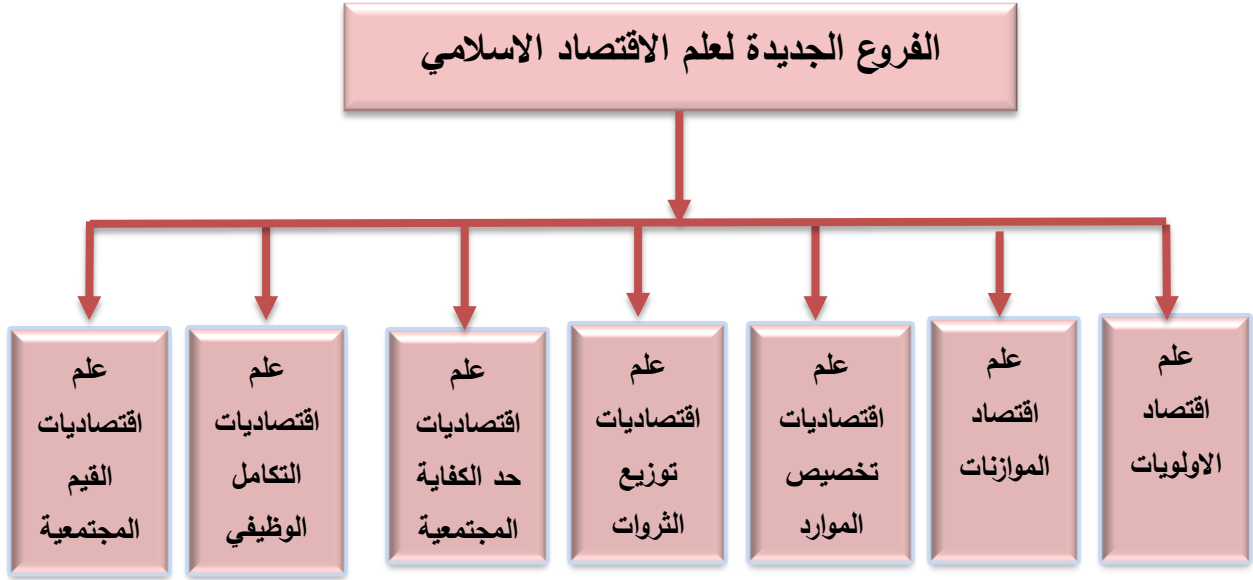 الفروع الجديدة لعلم الاقتصاد الاسلامي
علم
اقتصاد
الاولويات
علم
اقتصاد
الموازنات
علم
اقتصاديات
تخصيص
الموارد
علم
اقتصاديات
توزيع
الثروات
علم
اقتصاديات
حد الكفاية
المجتمعية
علم
اقتصاديات
التكامل
الوظيفي
علم
اقتصاديات
القيم
المجتمعية